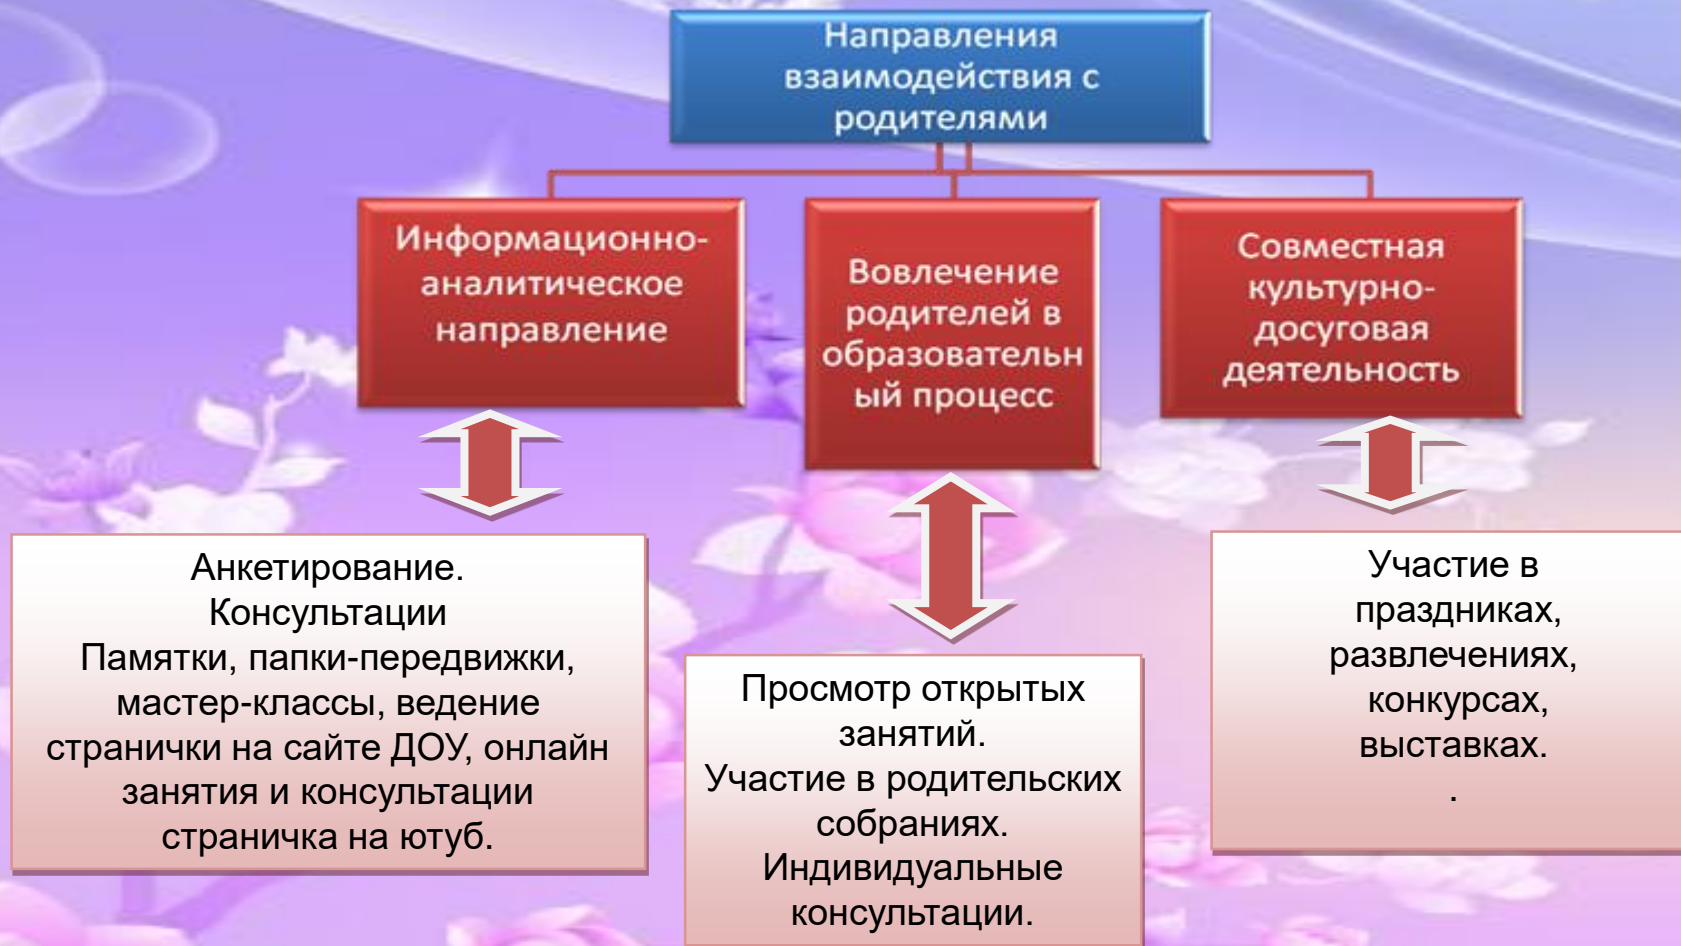 Направления
взаимодействия с
родителями
Информационно-
аналитическое
направление
Вовлечение
родителей в
образовательн
ый процесс
Совместная
культурно-
досуговая
деятельность
Анкетирование.
Консультации
Памятки, папки-передвижки,
мастер-классы, ведение
странички на сайте ДОУ, онлайн
занятия и консультации
страничка на ютуб.
Просмотр открытых
занятий.
Участие в родительских
собраниях.
Индивидуальные
консультации.
Участие в
праздниках,
развлечениях,
конкурсах,
выставках.
.